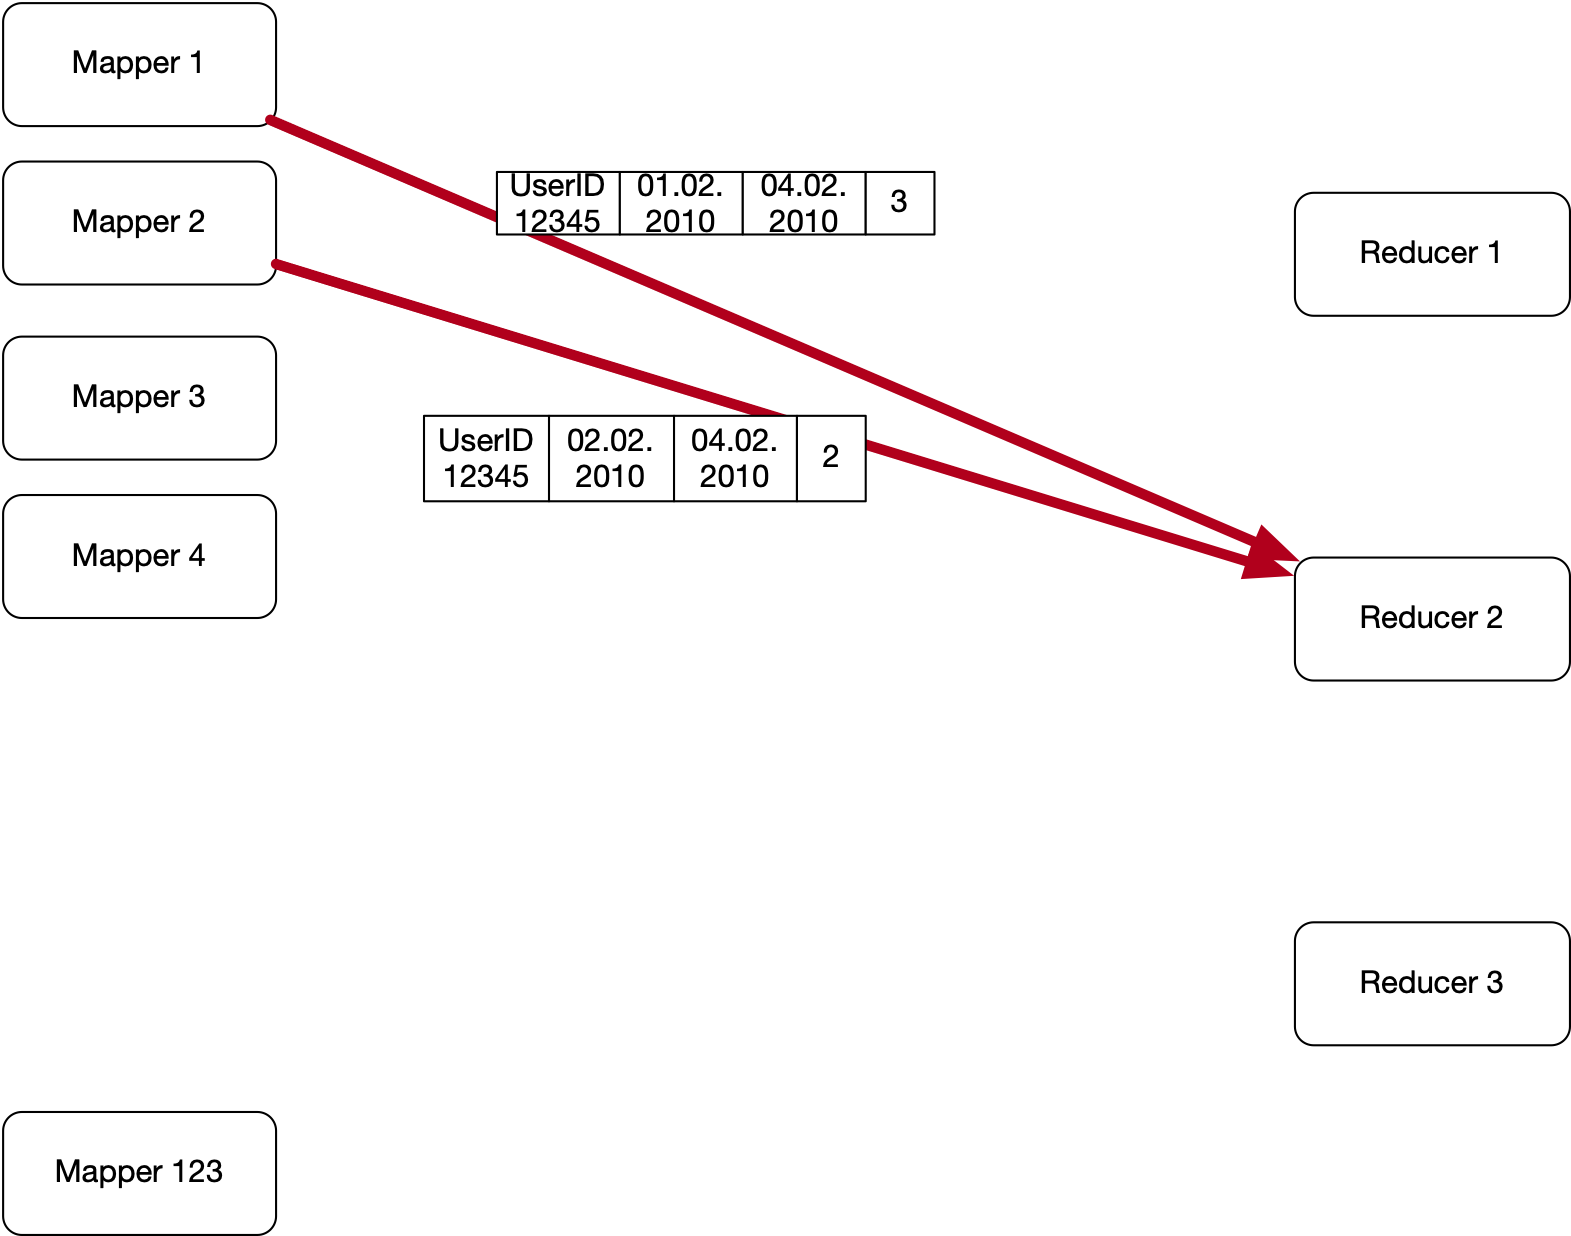 Mapper 1
Mapper 2
Mapper 3
Mapper 4
Mapper 123
UserID
12345
01.02.
2010
04.02.
2010
3
UserID
12345
02.02.
2010
04.02.
2010
2
Reducer 1
Reducer 2
Reducer 3